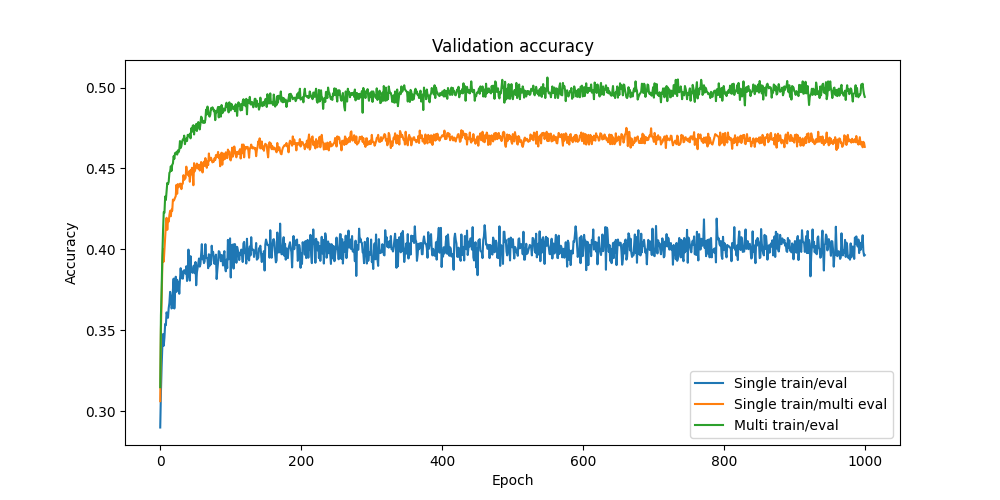 Validation accuracy
Accuracy
0.50
0.45
0.40
0.35
0.30
0
200
400
600
800
1000
Epoch
Single train/eval
Single train/multi eval
Multi train/eval